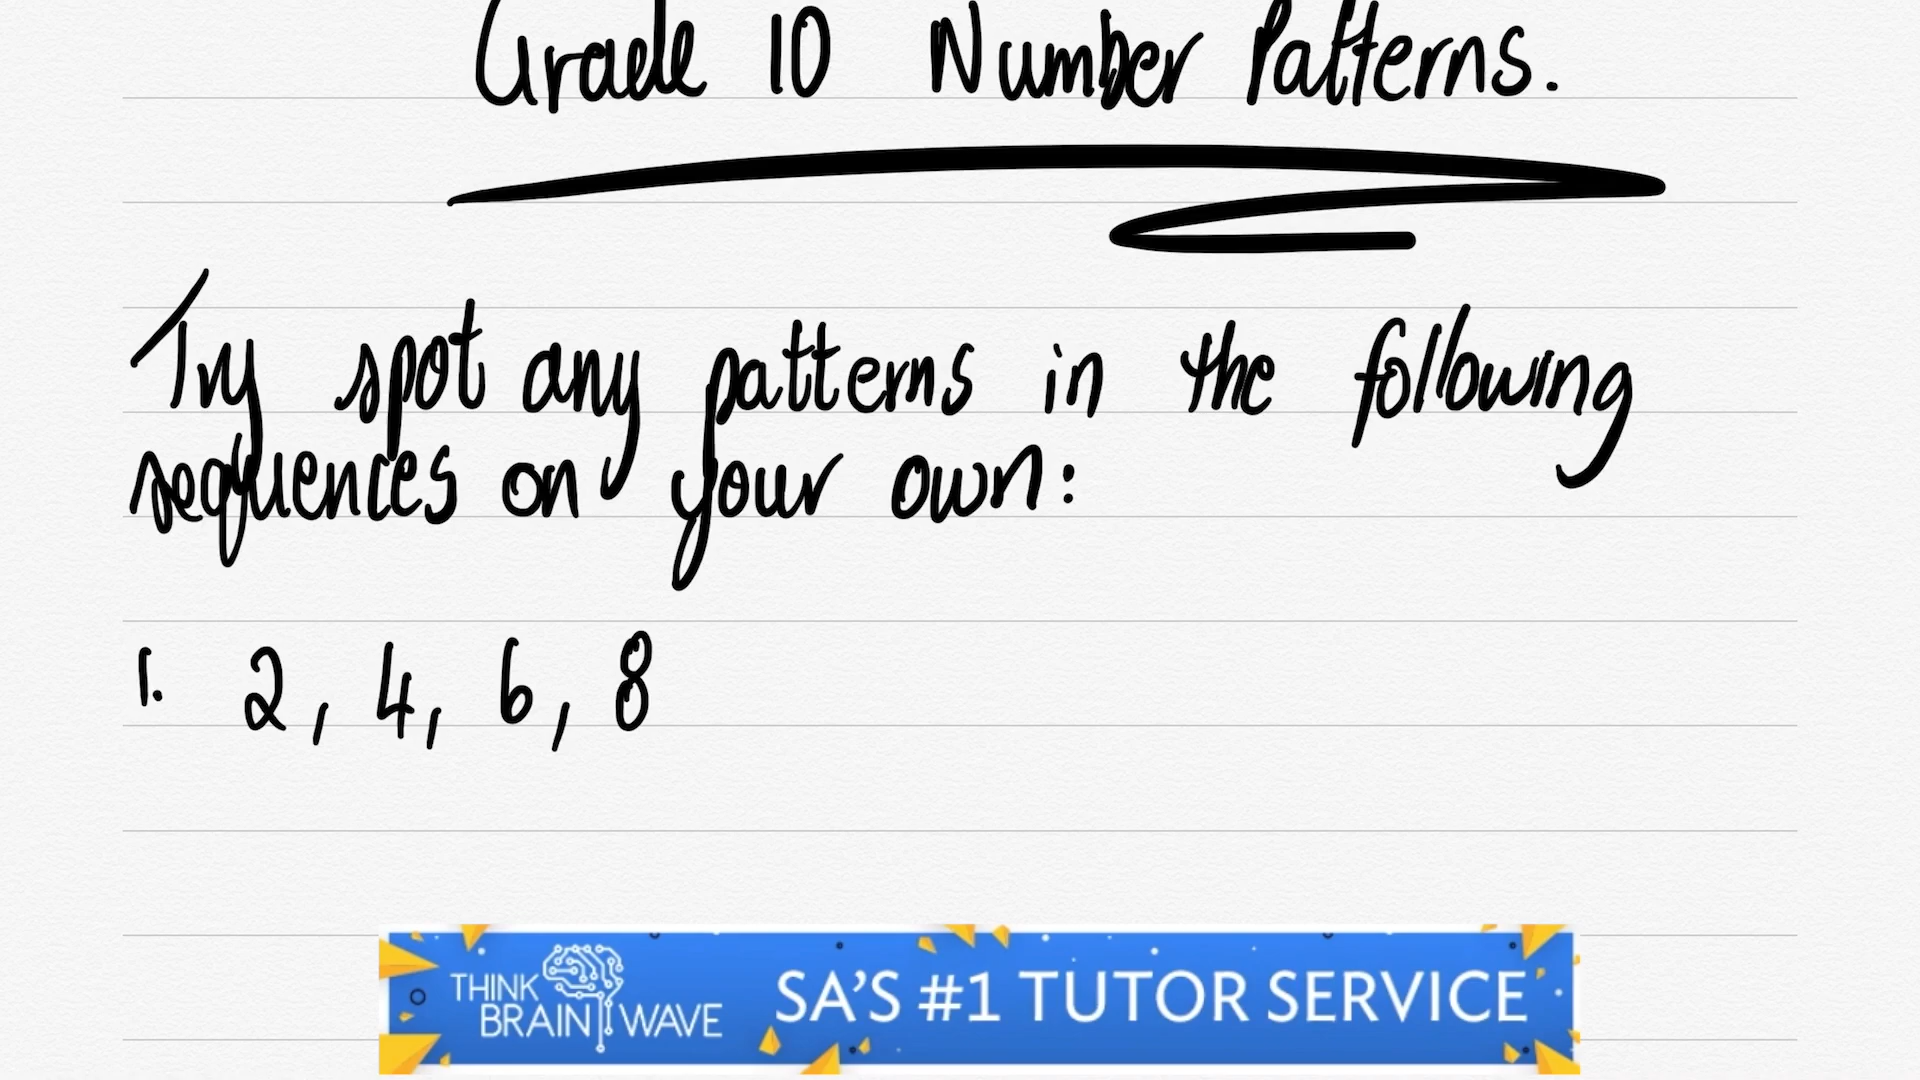 Grade 10 Number Patterns.
Try spot any patterns in the following
sequences on your own:
1. 2, 4, 6, 8
THINK
BRAIN WAVE
SA'S #1 TUTOR SERVICE